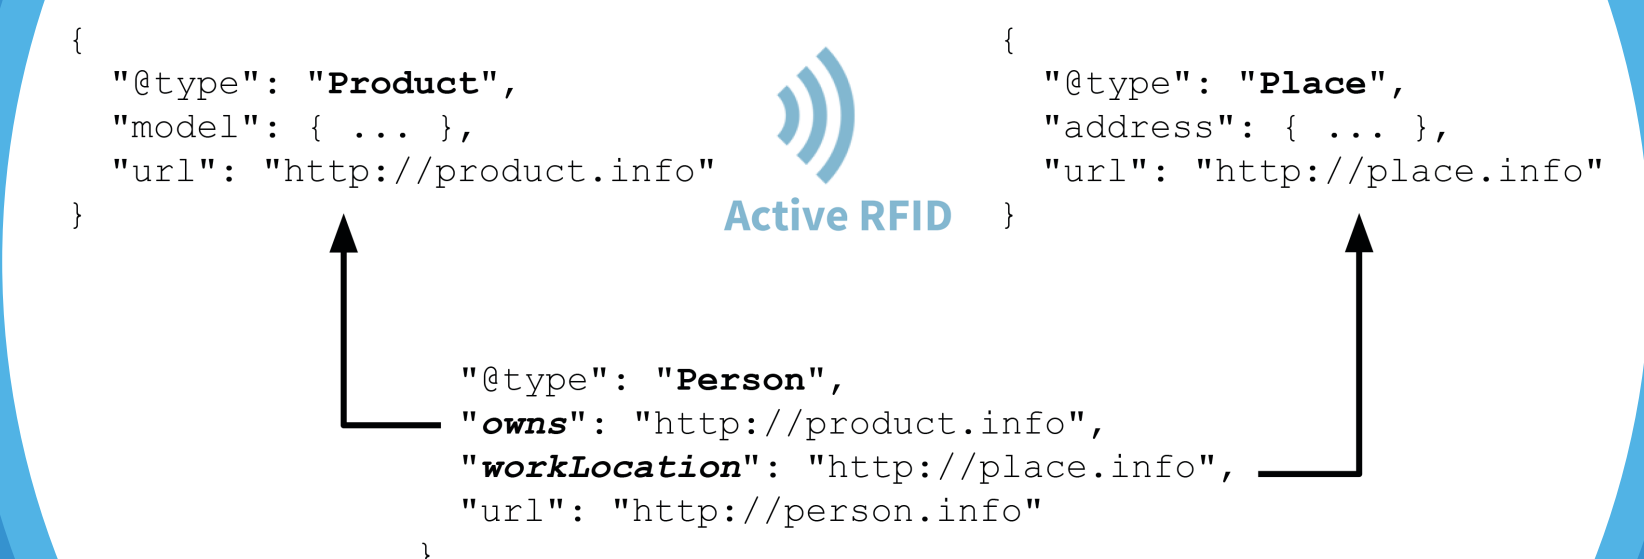 {
  "@type": "Product",
  "model": { ... },
  "url": "http://product.info"
}
Active RFID
{
  "@type": "Place",
  "address": { ... },
  "url": "http://place.info"
}
  "@type": "Person",
  "owns": "http://product.info",
  "workLocation": "http://place.info",
  "url": "http://person.info"
}